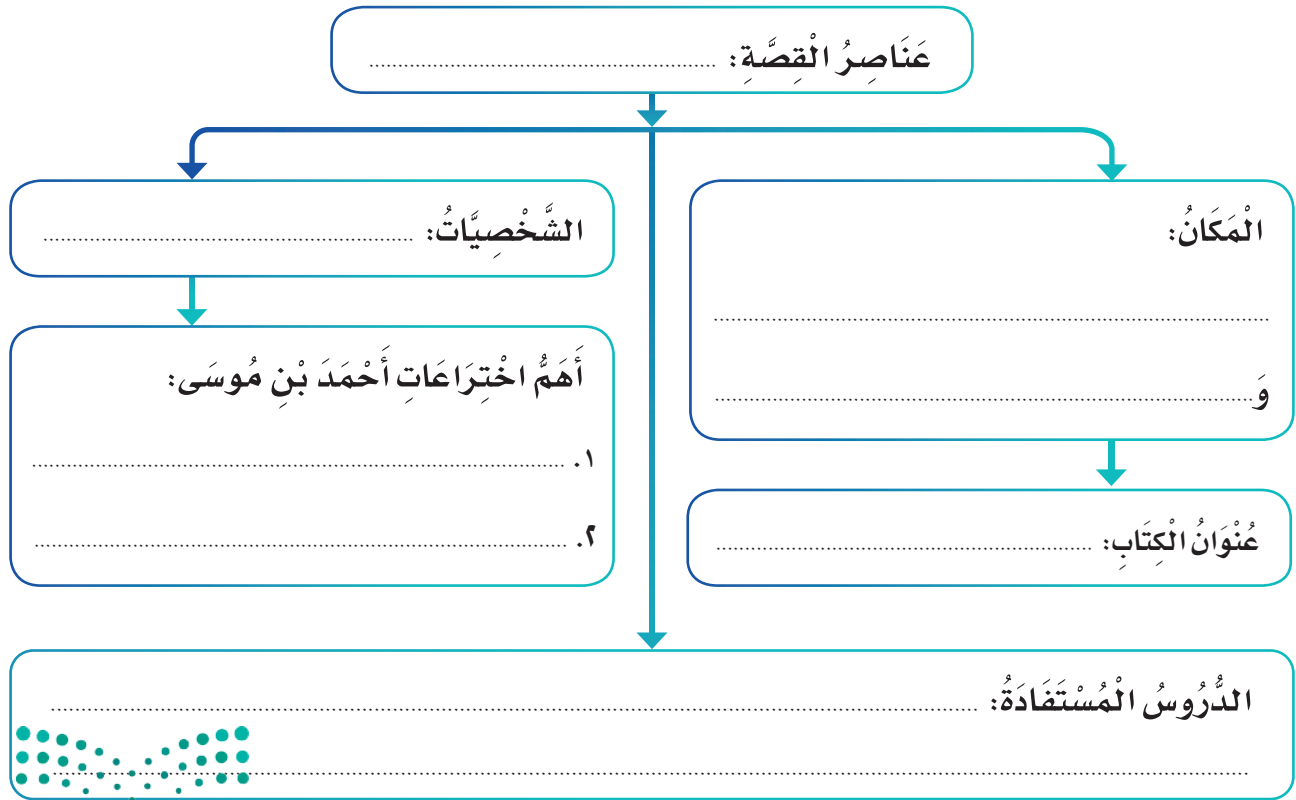 عَنَاصِرُ الْقِصَّةِ: ........................................
الْمَكَانُ:
........................................
وَ ........................................
عُنْوَانُ الْكِتَابِ: ........................................
الشَّخْصِيَّاتُ: ........................................
أَهَمُّ اخْتِرَاعَاتِ أَحْمَدَ بْنِ مُوسَى:
١. ........................................
٢. ........................................
الدُّرُوسُ الْمُسْتَفَادَةُ: ........................................
........................................